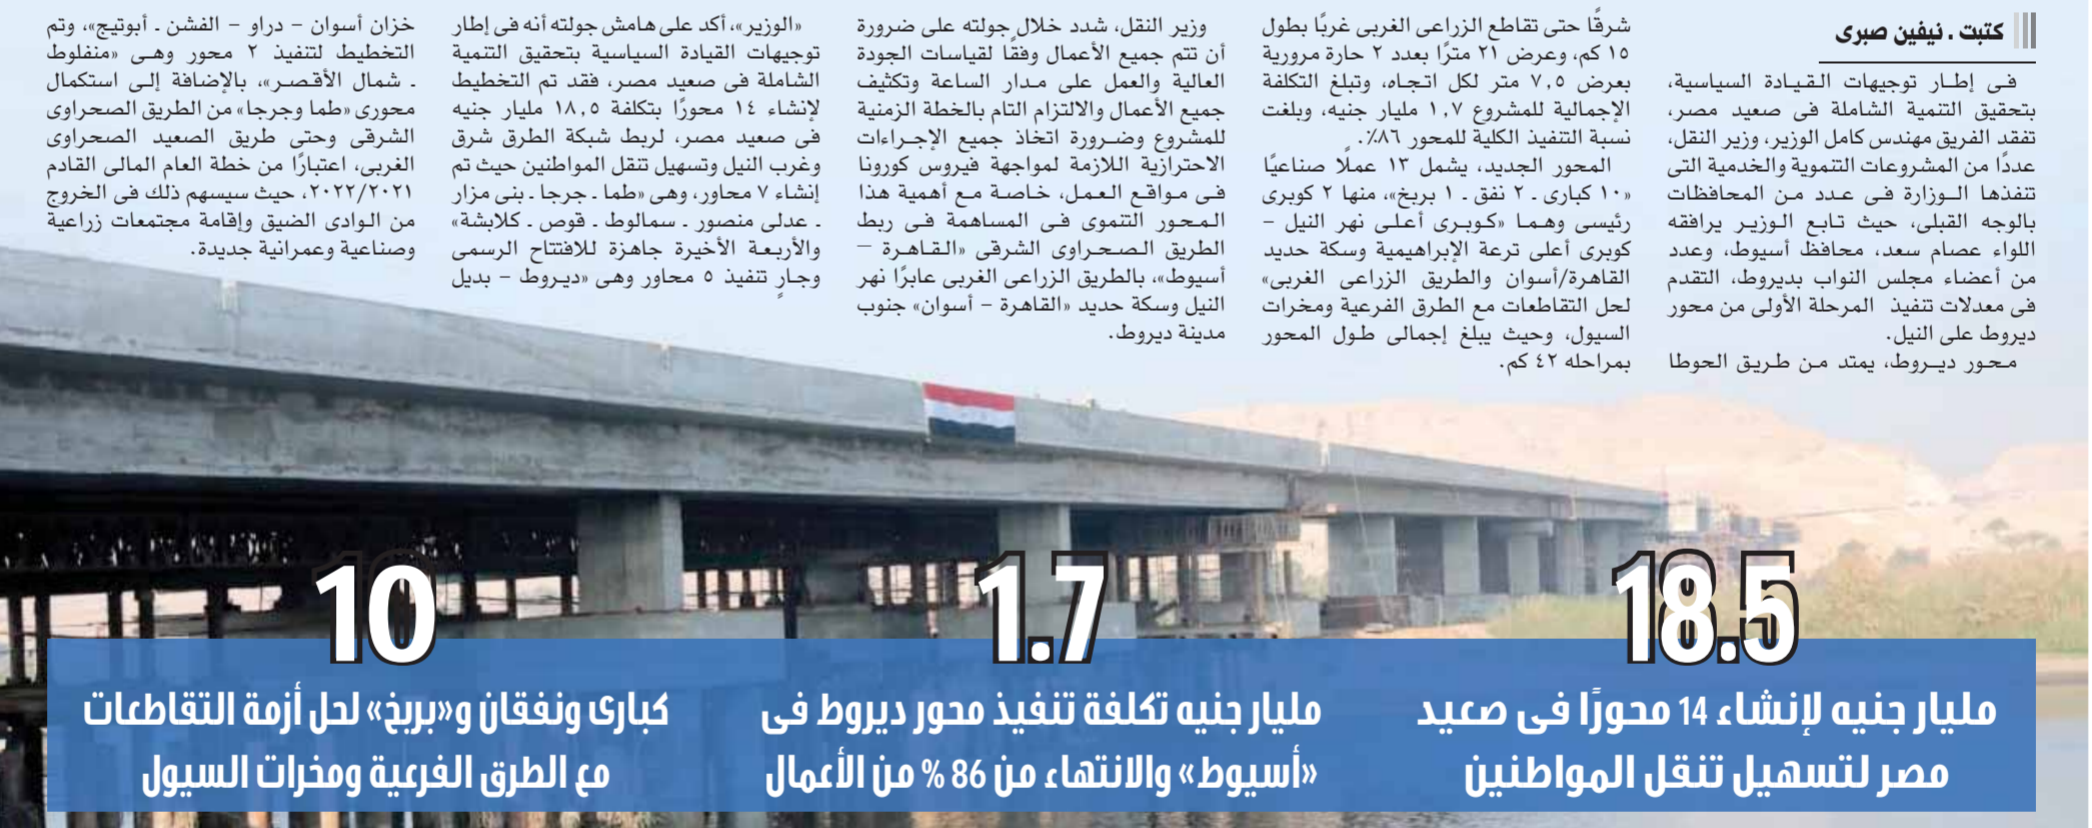 كتبت . نيفين صبرى
فى إطار توجيهات القيادة السياسية،
بتحقيق التنمية الشاملة فى صعيد مصر،
تفقد الفريق مهندس كامل الوزير، وزير النقل،
عددًا من المشروعات التنموية والخدمية التى
تنفذها الوزارة فى عدد من المحافظات
بالوجه القبلى، حيث تابع الوزير يرافقه
اللواء عصام سعد، محافظ أسيوط، وعدد
من أعضاء مجلس النواب بديروط، التقدم
فى معدلات تنفيذ المرحلة الأولى من محور
ديروط على النيل.
محور ديروط، يمتد من طريق الحوطا
شرقًا حتى تقاطع الزراعى الغربى غربًا بطول
١٥ كم، وعرض ٢١ مترًا بعدد ٢ حارة مرورية
بعرض ٧,٥ متر لكل اتجاه، وتبلغ التكلفة
الإجمالية للمشروع ١,٧ مليار جنيه، وبلغت
نسبة التنفيذ الكلية للمحور ٨٦٪.
المحور الجديد، يشمل ١٣ عملًا صناعيًا
«١٠ كبارى ـ ٢ نفق ـ ١ بربخ»، منها ٢ كوبرى
رئيسى وهما «كوبرى أعلى نهر النيل –
كوبرى أعلى ترعة الإبراهيمية وسكة حديد
القاهرة/أسوان والطريق الزراعى الغربى»
لحل التقاطعات مع الطرق الفرعية ومخرات
السيول، وحيث يبلغ إجمالى طول المحور
بمراحله ٤٢ كم.
وزير النقل، شدد خلال جولته على ضرورة
أن تتم جميع الأعمال وفقًا لقياسات الجودة
العالية والعمل على مدار الساعة وتكثيف
جميع الأعمال والالتزام التام بالخطة الزمنية
للمشروع وضرورة اتخاذ جميع الإجراءات
الاحترازية اللازمة لمواجهة فيروس كورونا
فى مواقع العمل، خاصة مع أهمية هذا
المحور التنموى فى المساهمة فى ربط
الطريق الصحراوى الشرقى «القاهرة –
أسيوط»، بالطريق الزراعى الغربى عابرًا نهر
النيل وسكة حديد «القاهرة – أسوان» جنوب
مدينة ديروط.
«الوزير»، أكد على هامش جولته أنه فى إطار
توجيهات القيادة السياسية بتحقيق التنمية
الشاملة فى صعيد مصر، فقد تم التخطيط
لإنشاء ١٤ محورًا بتكلفة ١٨,٥ مليار جنيه
فى صعيد مصر، لربط شبكة الطرق شرق
وغرب النيل وتسهيل تنقل المواطنين حيث تم
إنشاء ٧ محاور، وهى «طما ـ جرجا ـ بنى مزار
ـ عدلى منصور ـ سمالوط ـ قوص ـ كلابشة»
والأربعة الأخيرة جاهزة للافتتاح الرسمى
وجارٍ تنفيذ ٥ محاور وهى «ديروط – بديل
خزان أسوان – دراو – الفشن ـ أبوتيج»، وتم
التخطيط لتنفيذ ٢ محور وهى «منفلوط
ـ شمال الأقصر»، بالإضافة إلى استكمال
محورى «طما وجرجا» من الطريق الصحراوى
الشرقى وحتى طريق الصعيد الصحراوى
الغربى، اعتبارًا من خطة العام المالى القادم
٢٠٢٢/٢٠٢١، حيث سيسهم ذلك فى الخروج
من الوادى الضيق وإقامة مجتمعات زراعية
وصناعية وعمرانية جديدة.
18.5
مليار جنيه لإنشاء 14 محورًا فى صعيد
مصر لتسهيل تنقل المواطنين
1.7
مليار جنيه تكلفة تنفيذ محور ديروط فى
«أسيوط» والانتهاء من 86 % من الأعمال
10
كبارى ونفقان و«بربخ» لحل أزمة التقاطعات
مع الطرق الفرعية ومخرات السيول